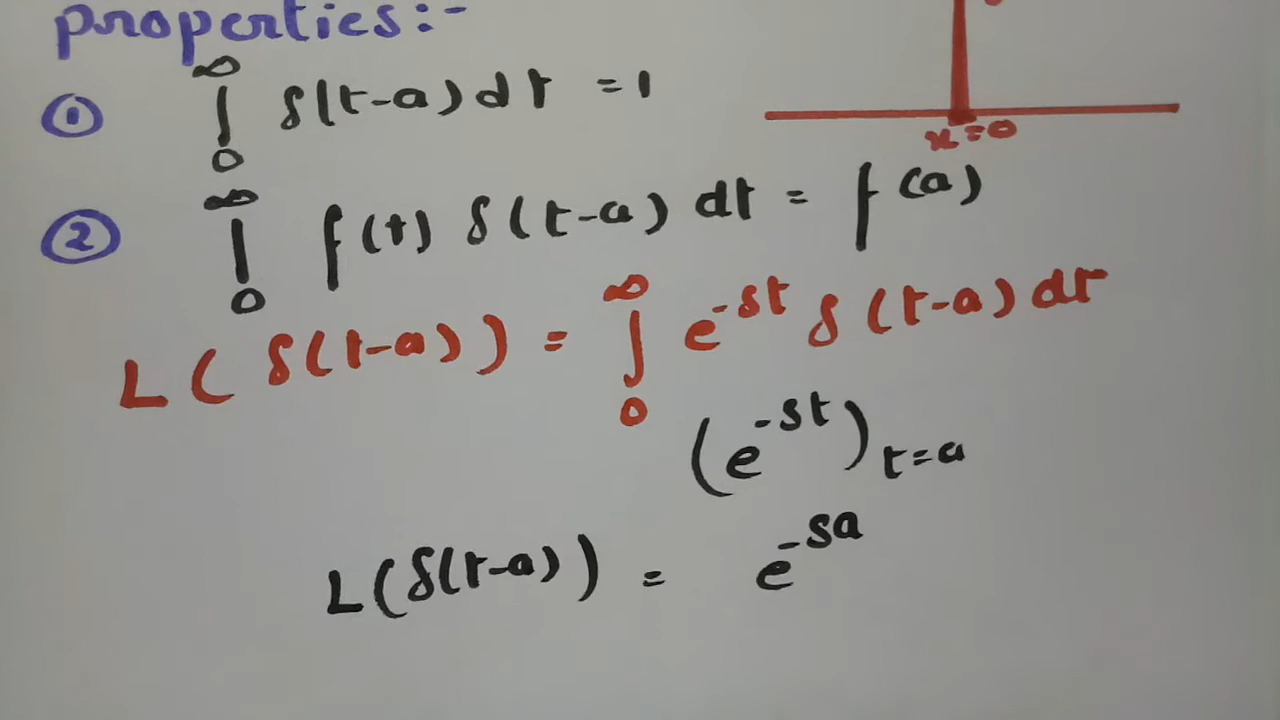 properties:-
① ∫₀^∞ δ(t-a) dt = 1
x=0
② ∫₀^∞ f(t) δ(t-a) dt = f(a)
L(δ(t-a)) = ∫₀^∞ e^{-st} δ(t-a) dt
(e^{-st})_{t=a}
L(δ(t-a)) = e^{-sa}